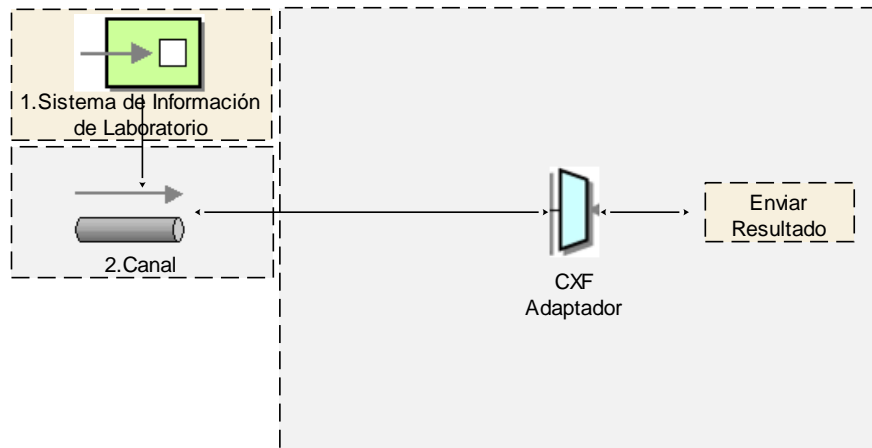 1.Sistema de Información
de Laboratorio
2.Canal
CXF
Adaptador
Enviar
Resultado